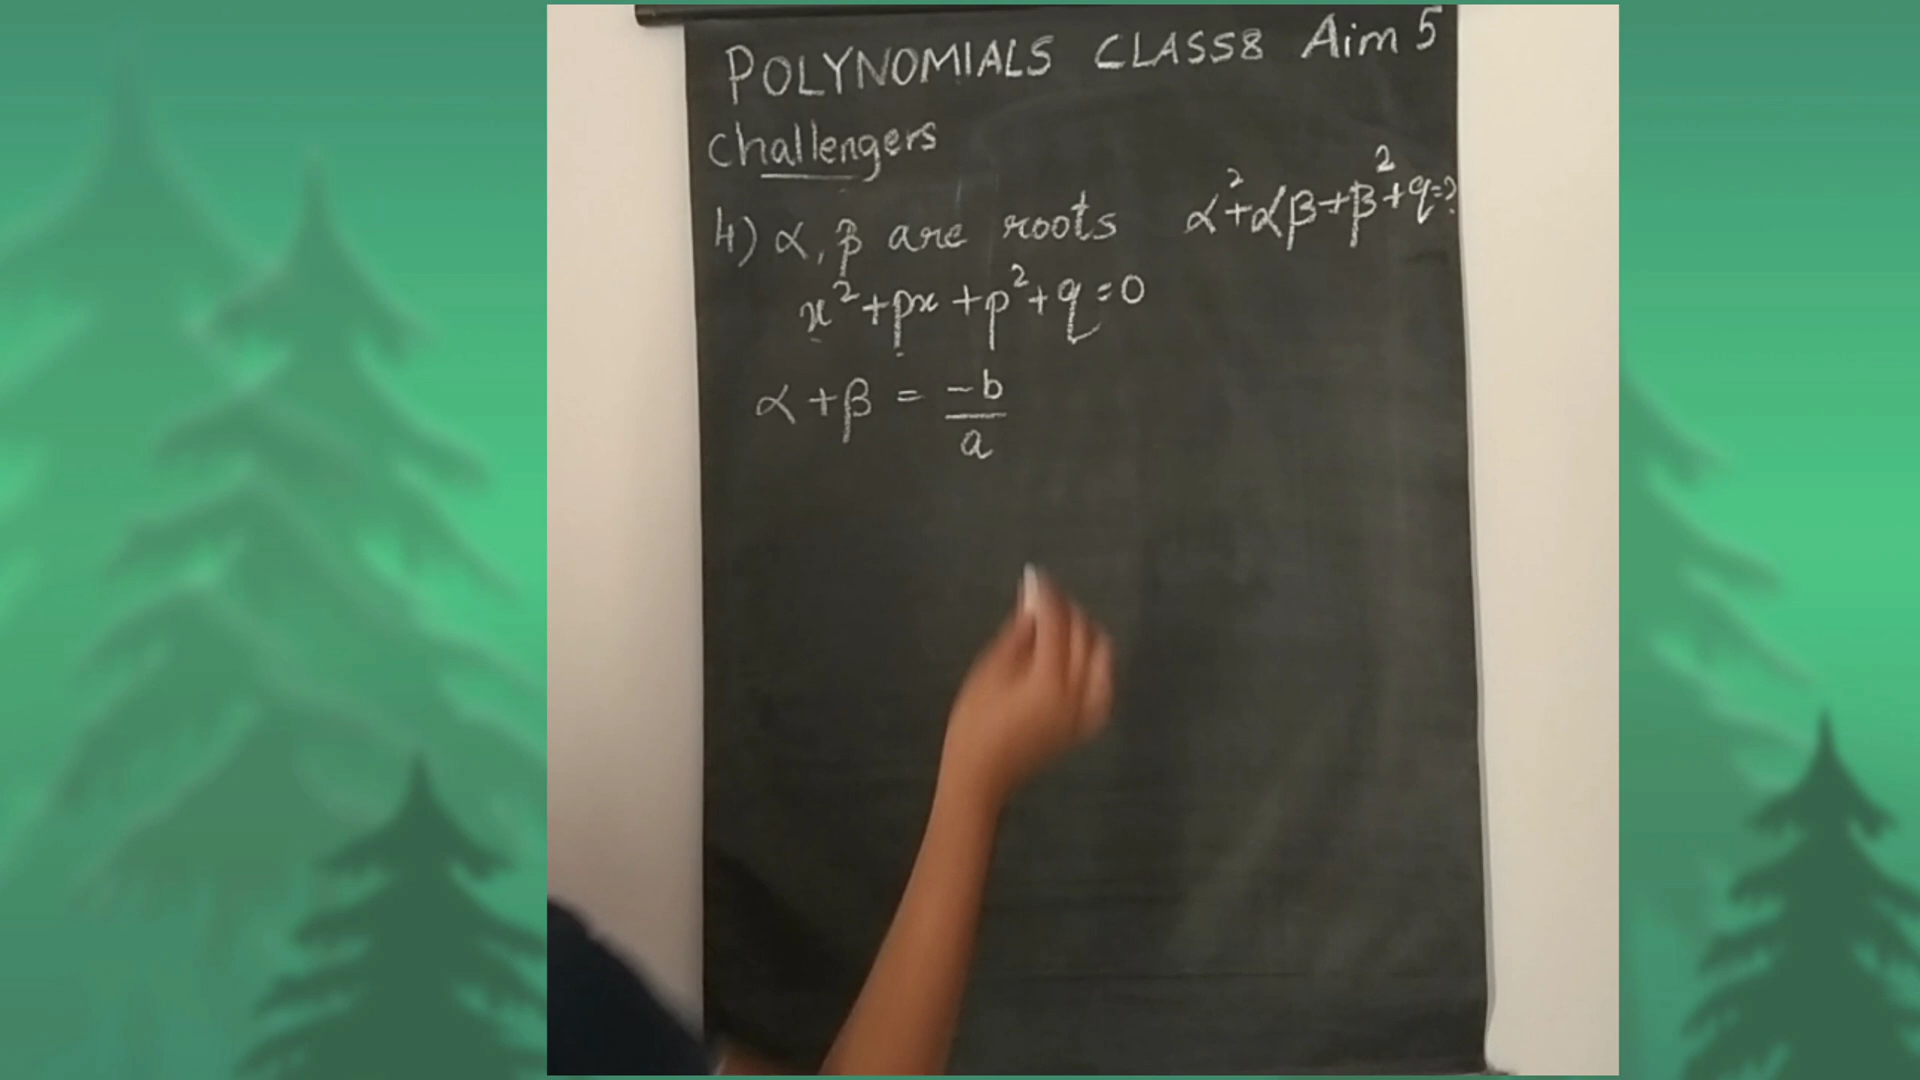 POLYNOMIALS CLASS8 Aim 5
challengers
4) α, β are roots α²+αβ+β²+q=?
x²+px+p²+q=0
α+β = -b/a